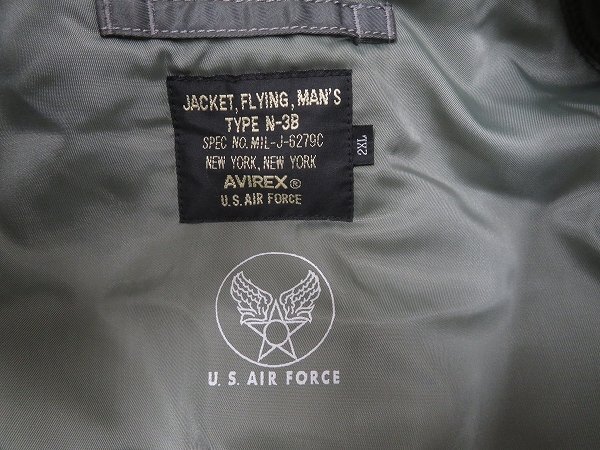 JACKET, FLYING, MAN'S
TYPE N-3B
SPEC NO. MIL-J-6279C
NEW YORK, NEW YORK
AVIREX®
U.S. AIR FORCE
2XL
U.S. AIR FORCE